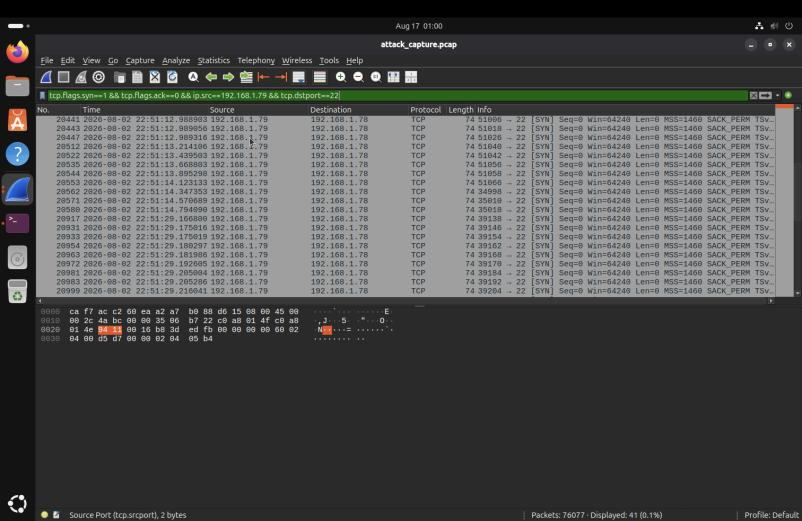 Aug 17 01:00
attack_capture.pcap
File Edit View Go Capture Analyze Statistics Telephony Wireless Tools Help
tcp.flags.syn==1 && tcp.flags.ack==0 && ip.src==192.168.1.79 && tcp.dstport==22
No. Time Source Destination Protocol Length Info
20441 2026-08-02 22:51:12.988903 192.168.1.79 192.168.1.78 TCP 74 51006 → 22 [SYN] Seq=0 Win=64240 Len=0 MSS=1460 SACK_PERM TSv…
20443 2026-08-02 22:51:12.989056 192.168.1.79 192.168.1.78 TCP 74 51018 → 22 [SYN] Seq=0 Win=64240 Len=0 MSS=1460 SACK_PERM TSv…
20447 2026-08-02 22:51:12.989316 192.168.1.79 192.168.1.78 TCP 74 51026 → 22 [SYN] Seq=0 Win=64240 Len=0 MSS=1460 SACK_PERM TSv…
20512 2026-08-02 22:51:13.214106 192.168.1.79 192.168.1.78 TCP 74 51040 → 22 [SYN] Seq=0 Win=64240 Len=0 MSS=1460 SACK_PERM TSv…
20522 2026-08-02 22:51:13.439503 192.168.1.79 192.168.1.78 TCP 74 51042 → 22 [SYN] Seq=0 Win=64240 Len=0 MSS=1460 SACK_PERM TSv…
20535 2026-08-02 22:51:13.668803 192.168.1.79 192.168.1.78 TCP 74 51056 → 22 [SYN] Seq=0 Win=64240 Len=0 MSS=1460 SACK_PERM TSv…
20544 2026-08-02 22:51:13.895298 192.168.1.79 192.168.1.78 TCP 74 51058 → 22 [SYN] Seq=0 Win=64240 Len=0 MSS=1460 SACK_PERM TSv…
20553 2026-08-02 22:51:14.123133 192.168.1.79 192.168.1.78 TCP 74 51066 → 22 [SYN] Seq=0 Win=64240 Len=0 MSS=1460 SACK_PERM TSv…
20562 2026-08-02 22:51:14.347353 192.168.1.79 192.168.1.78 TCP 74 34998 → 22 [SYN] Seq=0 Win=64240 Len=0 MSS=1460 SACK_PERM TSv…
20571 2026-08-02 22:51:14.570689 192.168.1.79 192.168.1.78 TCP 74 35010 → 22 [SYN] Seq=0 Win=64240 Len=0 MSS=1460 SACK_PERM TSv…
20580 2026-08-02 22:51:14.794090 192.168.1.79 192.168.1.78 TCP 74 35018 → 22 [SYN] Seq=0 Win=64240 Len=0 MSS=1460 SACK_PERM TSv…
20917 2026-08-02 22:51:29.166800 192.168.1.79 192.168.1.78 TCP 74 39138 → 22 [SYN] Seq=0 Win=64240 Len=0 MSS=1460 SACK_PERM TSv…
20931 2026-08-02 22:51:29.175016 192.168.1.79 192.168.1.78 TCP 74 39146 → 22 [SYN] Seq=0 Win=64240 Len=0 MSS=1460 SACK_PERM TSv…
20933 2026-08-02 22:51:29.175019 192.168.1.79 192.168.1.78 TCP 74 39154 → 22 [SYN] Seq=0 Win=64240 Len=0 MSS=1460 SACK_PERM TSv…
20954 2026-08-02 22:51:29.180297 192.168.1.79 192.168.1.78 TCP 74 39162 → 22 [SYN] Seq=0 Win=64240 Len=0 MSS=1460 SACK_PERM TSv…
20963 2026-08-02 22:51:29.181986 192.168.1.79 192.168.1.78 TCP 74 39168 → 22 [SYN] Seq=0 Win=64240 Len=0 MSS=1460 SACK_PERM TSv…
20972 2026-08-02 22:51:29.192605 192.168.1.79 192.168.1.78 TCP 74 39170 → 22 [SYN] Seq=0 Win=64240 Len=0 MSS=1460 SACK_PERM TSv…
20981 2026-08-02 22:51:29.205004 192.168.1.79 192.168.1.78 TCP 74 39184 → 22 [SYN] Seq=0 Win=64240 Len=0 MSS=1460 SACK_PERM TSv…
20983 2026-08-02 22:51:29.205286 192.168.1.79 192.168.1.78 TCP 74 39192 → 22 [SYN] Seq=0 Win=64240 Len=0 MSS=1460 SACK_PERM TSv…
20999 2026-08-02 22:51:29.216041 192.168.1.79 192.168.1.78 TCP 74 39204 → 22 [SYN] Seq=0 Win=64240 Len=0 MSS=1460 SACK_PERM TSv…
0000 ca f7 ac c2 60 ea a2 a7 b0 88 d6 15 08 00 45 00 ····`··· ······E·
0010 00 2c 4a bc 00 00 35 06 b7 22 c0 a8 01 4f c0 a8 ·,J···5· ·"···O··
0020 01 4e 94 11 00 16 b8 3d ed fb 00 00 00 00 60 02 ·N·····= ······`·
0030 04 00 d5 d7 00 00 02 04 05 b4 ········ ··
Source Port (tcp.srcport), 2 bytes
Packets: 76077 · Displayed: 41 (0.1%)
Profile: Default